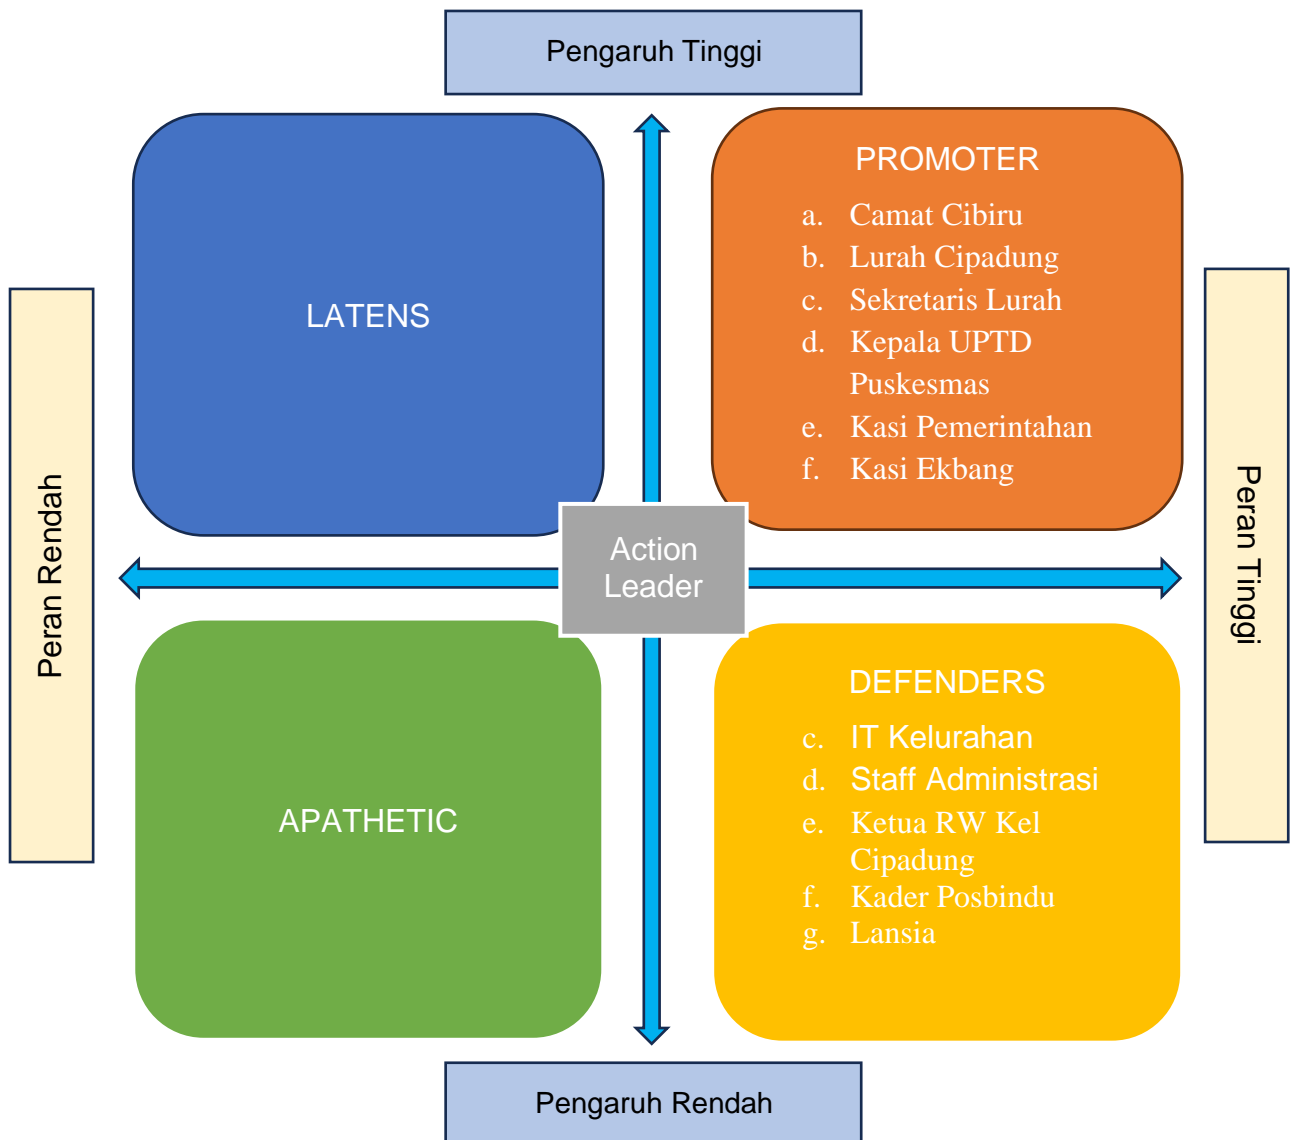 Pengaruh Tinggi
LATENS
PROMOTER
a. Camat Cibiru
b. Lurah Cipadung
c. Sekretaris Lurah
d. Kepala UPTD
Puskesmas
e. Kasi Pemerintahan
f. Kasi Ekbang
Peran Rendah
Action
Leader
Peran Tinggi
APATHETIC
DEFENDERS
c. IT Kelurahan
d. Staff Administrasi
e. Ketua RW Kel
Cipadung
f. Kader Posbindu
g. Lansia
Pengaruh Rendah